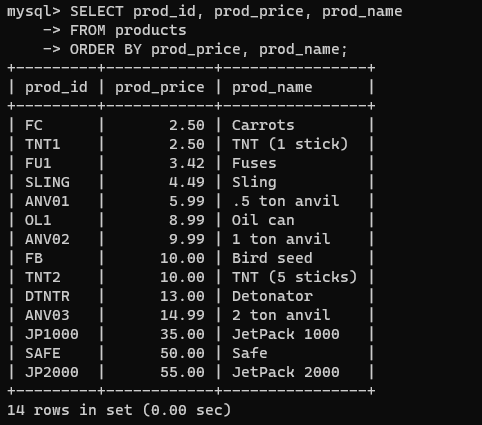 mysql> SELECT prod_id, prod_price, prod_name
    -> FROM products
    -> ORDER BY prod_price, prod_name;
+---------+------------+----------------+
| prod_id | prod_price | prod_name      |
+---------+------------+----------------+
| FC      |       2.50 | Carrots        |
| TNT1    |       2.50 | TNT (1 stick)  |
| FU1     |       3.42 | Fuses          |
| SLING   |       4.49 | Sling          |
| ANV01   |       5.99 | .5 ton anvil   |
| OL1     |       8.99 | Oil can        |
| ANV02   |       9.99 | 1 ton anvil    |
| FB      |      10.00 | Bird seed      |
| TNT2    |      10.00 | TNT (5 sticks) |
| DTNTR   |      13.00 | Detonator      |
| ANV03   |      14.99 | 2 ton anvil    |
| JP1000  |      35.00 | JetPack 1000   |
| SAFE    |      50.00 | Safe           |
| JP2000  |      55.00 | JetPack 2000   |
+---------+------------+----------------+
14 rows in set (0.00 sec)